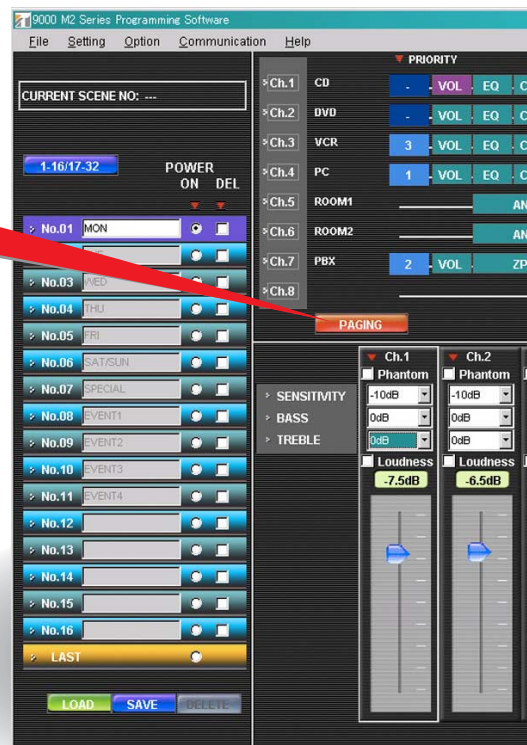 9000 M2 Series Programming Software
File Setting Option Communication Help
CURRENT SCENE NO: ---
1-16/17-32
POWER
ON DEL
No.01 MON
No.03 WED
No.04 THU
No.05 FRI
No.06 SAT/SUN
No.07 SPECIAL
No.08 EVENT1
No.09 EVENT2
No.10 EVENT3
No.11 EVENT4
No.12
No.13
No.14
No.15
No.16
LAST
LOAD SAVE DELETE
PRIORITY
Ch.1 CD - VOL EQ C
Ch.2 DVD - VOL EQ C
Ch.3 VCR 3 VOL EQ C
Ch.4 PC 1 VOL EQ C
Ch.5 ROOM1 AN
Ch.6 ROOM2 AN
Ch.7 PBX 2 VOL ZP
Ch.8
PAGING
Ch.1 Ch.2
Phantom Phantom
SENSITIVITY -10dB -10dB
BASS 0dB 0dB
TREBLE 0dB 0dB
Loudness Loudness
-7.5dB -6.5dB